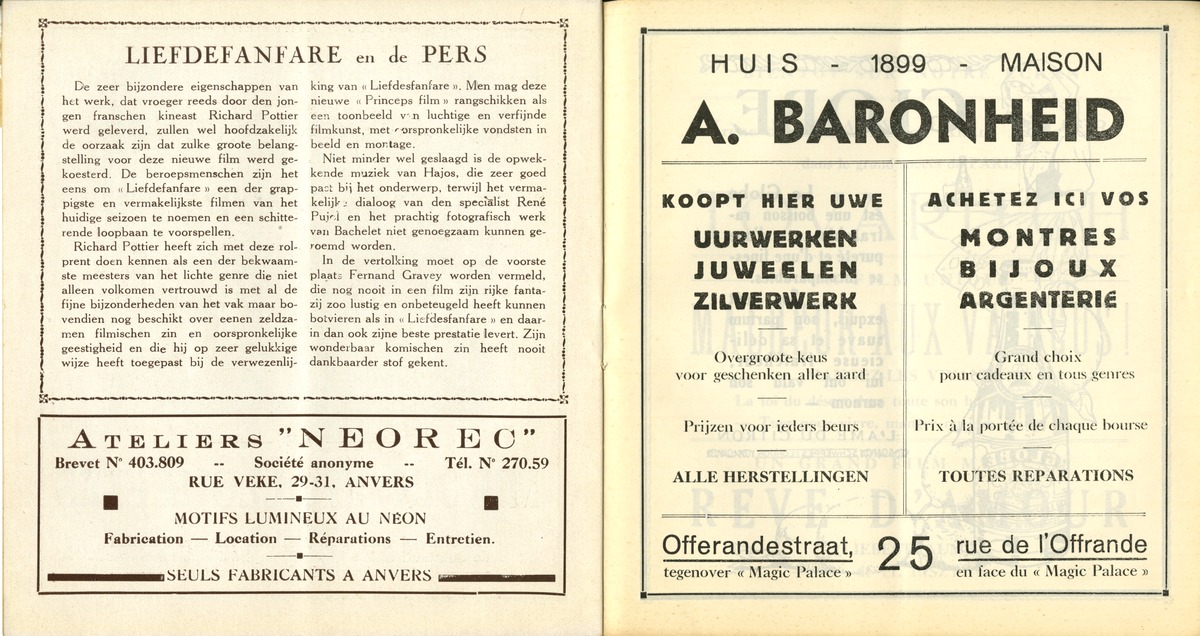 LIEFDEFANFARE en de PERS
De zeer bijzondere eigenschappen van
het werk, dat vroeger reeds door den jon-
gen franschen kineast Richard Pottier
werd geleverd, zullen wel hoofdzakelijk
de oorzaak zijn dat zulke groote belang-
stelling voor deze nieuwe film werd ge-
koesterd. De beroepsmenschen zijn het
eens om « Liefdefanfare » een der grap-
pigste en vermakelijkste filmen van het
huidige seizoen te noemen en een schitte-
rende loopbaan te voorspellen.
Richard Pottier heeft zich met deze rol-
prent doen kennen als een der bekwaam-
ste meesters van het lichte genre die niet
alleen volkomen vertrouwd is met al de
fijne bijzonderheden van het vak maar bo-
vendien nog beschikt over eenen zeldza-
men filmischen zin en oorspronkelijke
geestigheid en die hij op zeer gelukkige
wijze heeft toegepast bij de verwezenlij-
king van « Liefdesfanfare ». Men mag deze
nieuwe « Princeps film » rangschikken als
een toonbeeld van luchtige en verfijnde
filmkunst, met oorspronkelijke vondsten in
beeld en montage.
Niet minder wel geslaagd is de opwek-
kende muziek van Hajos, die zeer goed
past bij het onderwerp, terwijl het verma-
kelijke dialoog van den specialist René
Pujol en het prachtig fotografisch werk
van Bachelet niet genoegzaam kunnen ge-
roemd worden.
In de vertolking moet op de voorste
plaats Fernand Gravey worden vermeld,
die nog nooit in een film zijn rijke fanta-
zij zoo lustig en onbeteugeld heeft kunnen
botvieren als in « Liefdesfanfare » en daar-
in dan ook zijne beste prestatie levert. Zijn
wonderbaar komischen zin heeft nooit
dankbaarder stof gekent.
ATELIERS "NEOREC"
Brevet N° 403.809 -- Société anonyme -- Tél. N° 270.59
RUE VEKE, 29-31, ANVERS
MOTIFS LUMINEUX AU NÉON
Fabrication — Location — Réparations — Entretien.
SEULS FABRICANTS A ANVERS
HUIS - 1899 - MAISON
A. BARONHEID
KOOPT HIER UWE
UURWERKEN
JUWEELEN
ZILVERWERK
Overgroote keus
voor geschenken aller aard
Prijzen voor ieders beurs
ALLE HERSTELLINGEN
ACHETEZ ICI VOS
MONTRES
BIJOUX
ARGENTERIE
Grand choix
pour cadeaux en tous genres
Prix à la portée de chaque bourse
TOUTES REPARATIONS
Offerandestraat, 25 rue de l'Offrande
tegenover « Magic Palace » en face du « Magic Palace »